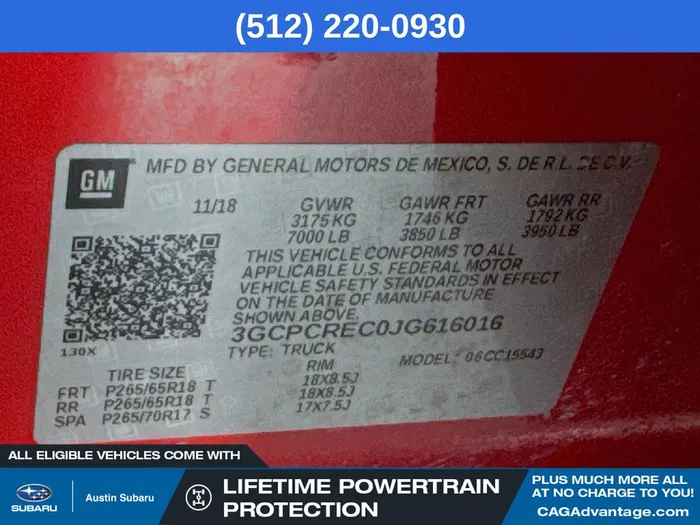 (512) 220-0930
GM
MFD BY GENERAL MOTORS DE MEXICO, S. DE R.L. DE C.V.
11/18 GVWR GAWR FRT GAWR RR
3175 KG 1746 KG 1792 KG
7000 LB 3850 LB 3950 LB
THIS VEHICLE CONFORMS TO ALL
APPLICABLE U.S. FEDERAL MOTOR
VEHICLE SAFETY STANDARDS IN EFFECT
ON THE DATE OF MANUFACTURE
SHOWN ABOVE.
3GCPCREC0JG616016
130X
TYPE: TRUCK MODEL: 06CC15543
TIRE SIZE RIM
FRT P265/65R18 T 18X8.5J
RR P265/65R18 T 18X8.5J
SPA P265/70R17 S 17X7.5J
ALL ELIGIBLE VEHICLES COME WITH
SUBARU Austin Subaru
LIFETIME POWERTRAIN
PROTECTION
PLUS MUCH MORE ALL
AT NO CHARGE TO YOU!
CAGAdvantage.com